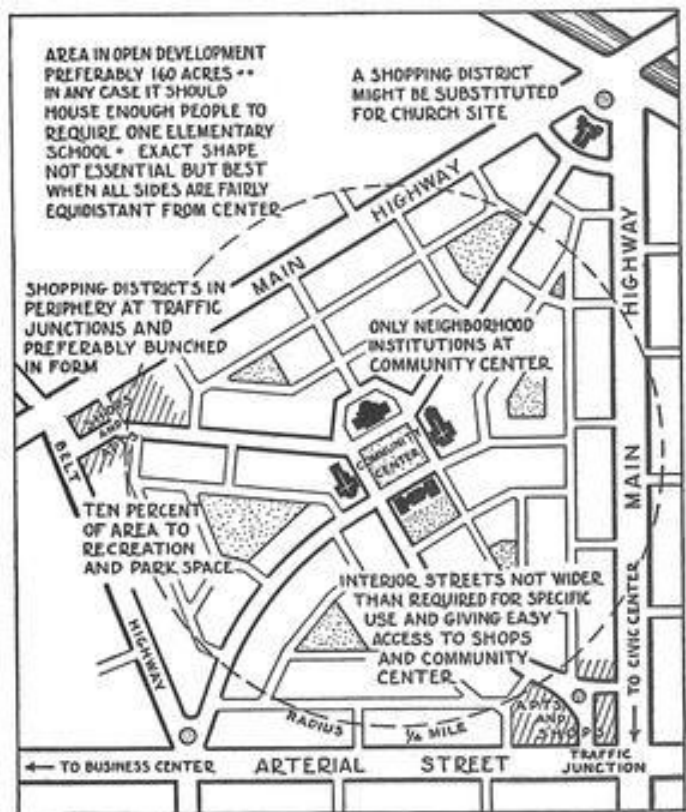 AREA IN OPEN DEVELOPMENT
PREFERABLY 160 ACRES ••
IN ANY CASE IT SHOULD
HOUSE ENOUGH PEOPLE TO
REQUIRE ONE ELEMENTARY
SCHOOL • EXACT SHAPE
NOT ESSENTIAL BUT BEST
WHEN ALL SIDES ARE FAIRLY
EQUIDISTANT FROM CENTER
A SHOPPING DISTRICT
MIGHT BE SUBSTITUTED
FOR CHURCH SITE
MAIN HIGHWAY
HIGHWAY MAIN
SHOPPING DISTRICTS IN
PERIPHERY AT TRAFFIC
JUNCTIONS AND
PREFERABLY BUNCHED
IN FORM
ONLY NEIGHBORHOOD
INSTITUTIONS AT
COMMUNITY CENTER
SHOPS
AND
BELT
HIGHWAY
COMMUNITY
CENTER
TEN PERCENT
OF AREA TO
RECREATION
AND PARK SPACE
INTERIOR STREETS NOT WIDER
THAN REQUIRED FOR SPECIFIC
USE AND GIVING EASY
ACCESS TO SHOPS
AND COMMUNITY
CENTER
TO CIVIC CENTER
RADIUS ¼ MILE
APTS
AND
SHOPS
TRAFFIC
JUNCTION
TO BUSINESS CENTER
ARTERIAL STREET